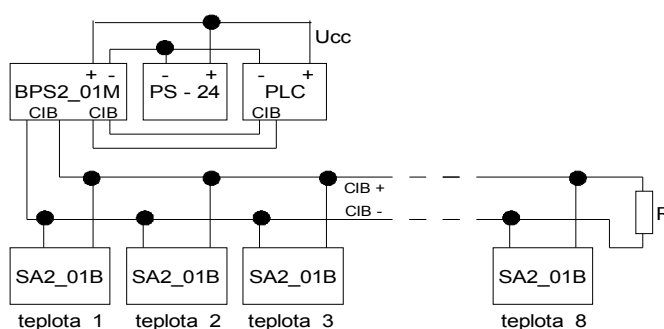 Ucc
+ - - + - +
BPS2_01M PS - 24 PLC
CIB CIB CIB
CIB +
CIB -
R
SA2_01B SA2_01B SA2_01B SA2_01B
teplota 1 teplota 2 teplota 3 teplota 8